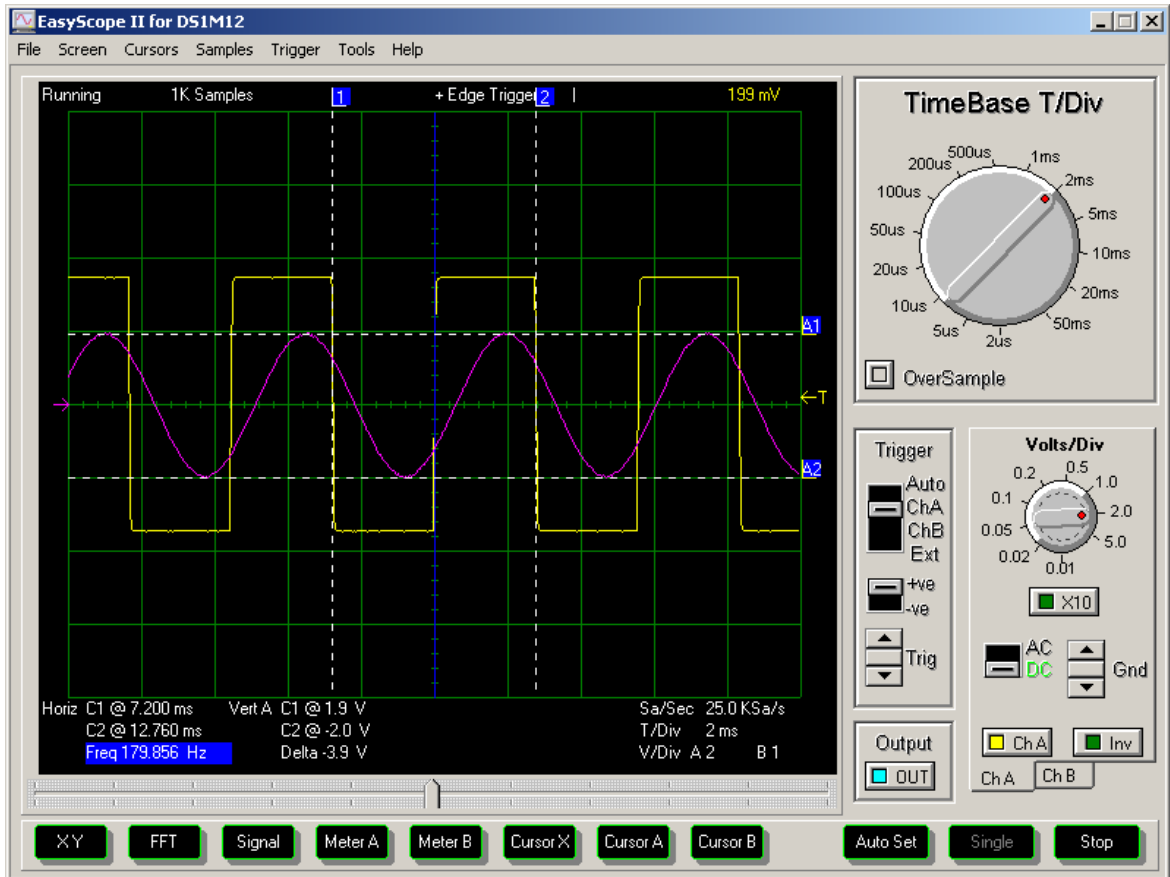 EasyScope II for DS1M12
File Screen Cursors Samples Trigger Tools Help
Running 1K Samples 1 + Edge Trigger 2 199 mV
A1
T
A2
Horiz C1 @ 7.200 ms Vert A C1 @ 1.9 V Sa/Sec 25.0 KSa/s
C2 @ 12.760 ms C2 @ -2.0 V T/Div 2 ms
Freq 179.856 Hz Delta -3.9 V V/Div A 2 B 1
TimeBase T/Div
500us 1ms
200us 2ms
100us 5ms
50us 10ms
20us 20ms
10us 50ms
5us 2us
OverSample
Trigger
Auto
ChA
ChB
Ext
+ve
-ve
Trig
Output
OUT
Volts/Div
0.2 0.5
0.1 1.0
0.05 2.0
0.02 5.0
0.01
X10
AC
DC
Gnd
Ch A Inv
Ch A Ch B
X Y FFT Signal Meter A Meter B Cursor X Cursor A Cursor B Auto Set Single Stop